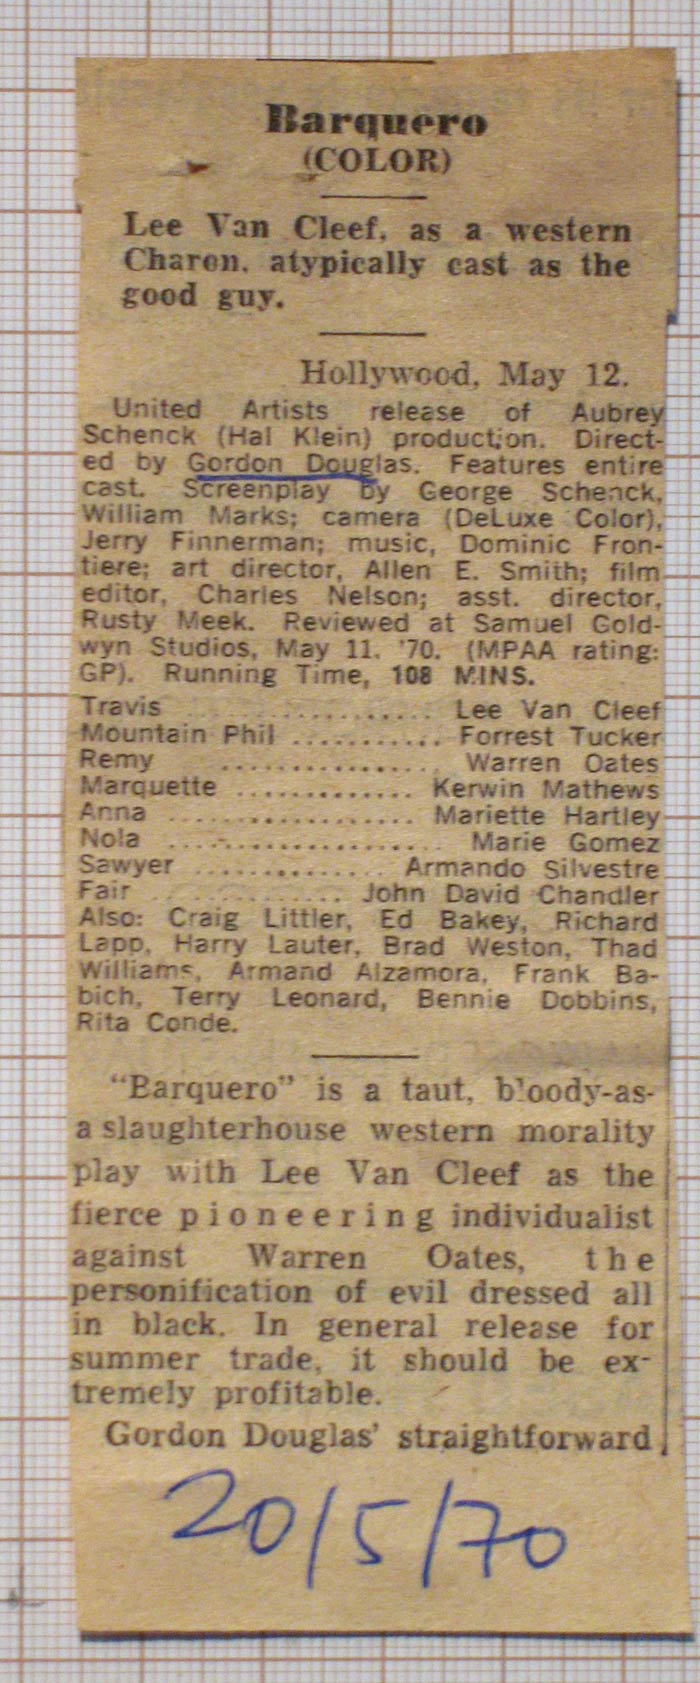 Barquero
(COLOR)
Lee Van Cleef, as a western
Charon, atypically cast as the
good guy.
Hollywood, May 12.
United Artists release of Aubrey
Schenck (Hal Klein) production. Direct-
ed by Gordon Douglas. Features entire
cast. Screenplay by George Schenck,
William Marks; camera (DeLuxe Color),
Jerry Finnerman; music, Dominic Fron-
tiere; art director, Allen E. Smith; film
editor, Charles Nelson; asst. director,
Rusty Meek. Reviewed at Samuel Gold-
wyn Studios, May 11, '70. (MPAA rating:
GP). Running Time, 108 MINS.
Travis .................... Lee Van Cleef
Mountain Phil ........... Forrest Tucker
Remy ................ Warren Oates
Marquette ............. Kerwin Mathews
Anna .................. Mariette Hartley
Nola .................... Marie Gomez
Sawyer .............. Armando Silvestre
Fair .............. John David Chandler
Also: Craig Littler, Ed Bakey, Richard
Lapp, Harry Lauter, Brad Weston, Thad
Williams, Armand Alzamora, Frank Ba-
bich, Terry Leonard, Bennie Dobbins,
Rita Conde.
"Barquero" is a taut, bloody-as-
a slaughterhouse western morality
play with Lee Van Cleef as the
fierce pioneering individualist
against Warren Oates, the
personification of evil dressed all
in black. In general release for
summer trade, it should be ex-
tremely profitable.
Gordon Douglas' straightforward
20/5/70